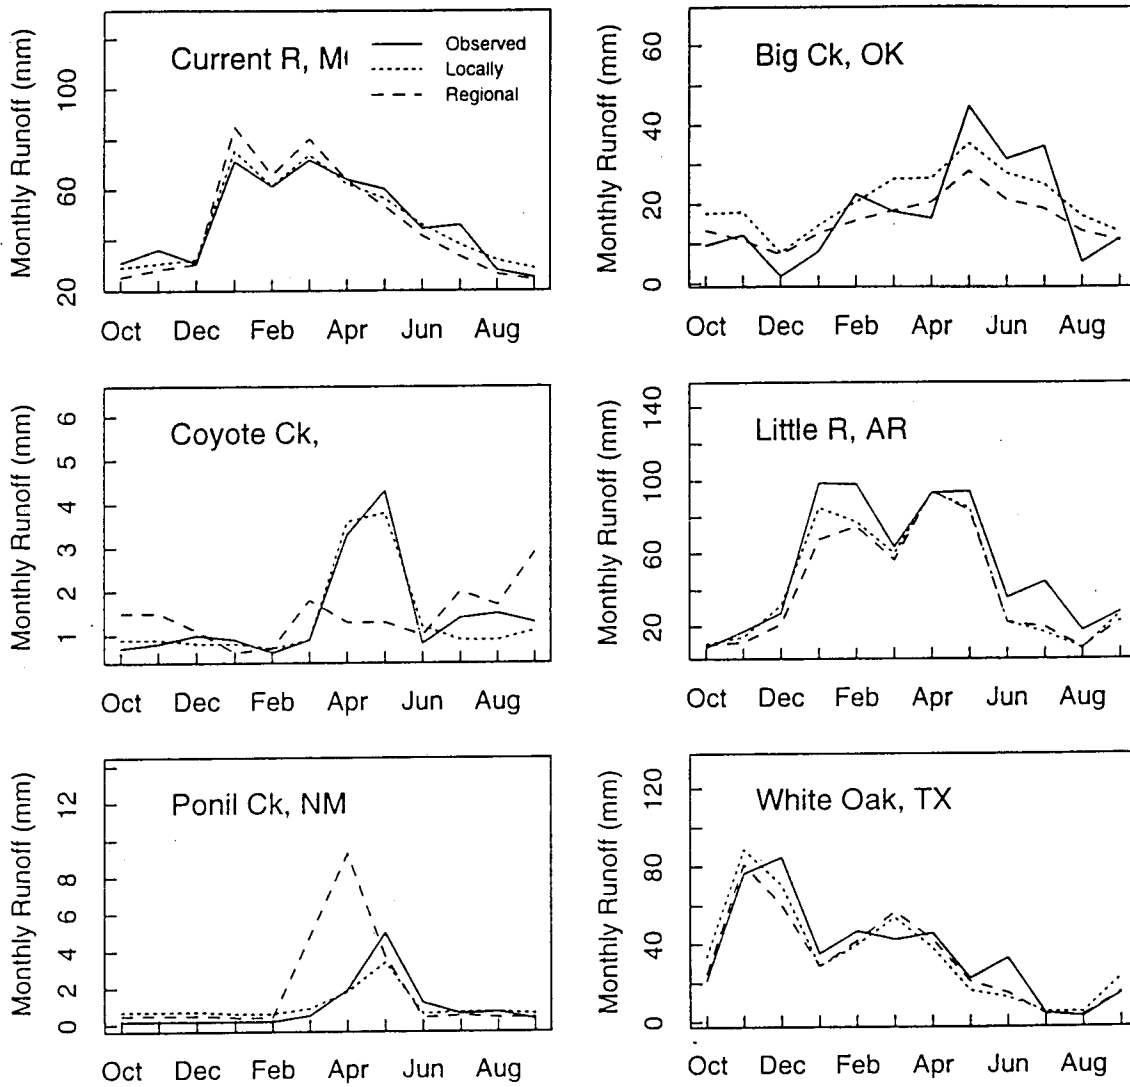 Current R, M
Observed
Locally
Regional
Monthly Runoff (mm)
20 60 100
Oct Dec Feb Apr Jun Aug
Big Ck, OK
Monthly Runoff (mm)
0 20 40 60
Oct Dec Feb Apr Jun Aug
Coyote Ck,
Monthly Runoff (mm)
1 2 3 4 5 6
Oct Dec Feb Apr Jun Aug
Little R, AR
Monthly Runoff (mm)
20 60 100 140
Oct Dec Feb Apr Jun Aug
Ponil Ck, NM
Monthly Runoff (mm)
0 2 4 8 12
Oct Dec Feb Apr Jun Aug
White Oak, TX
Monthly Runoff (mm)
0 40 80 120
Oct Dec Feb Apr Jun Aug